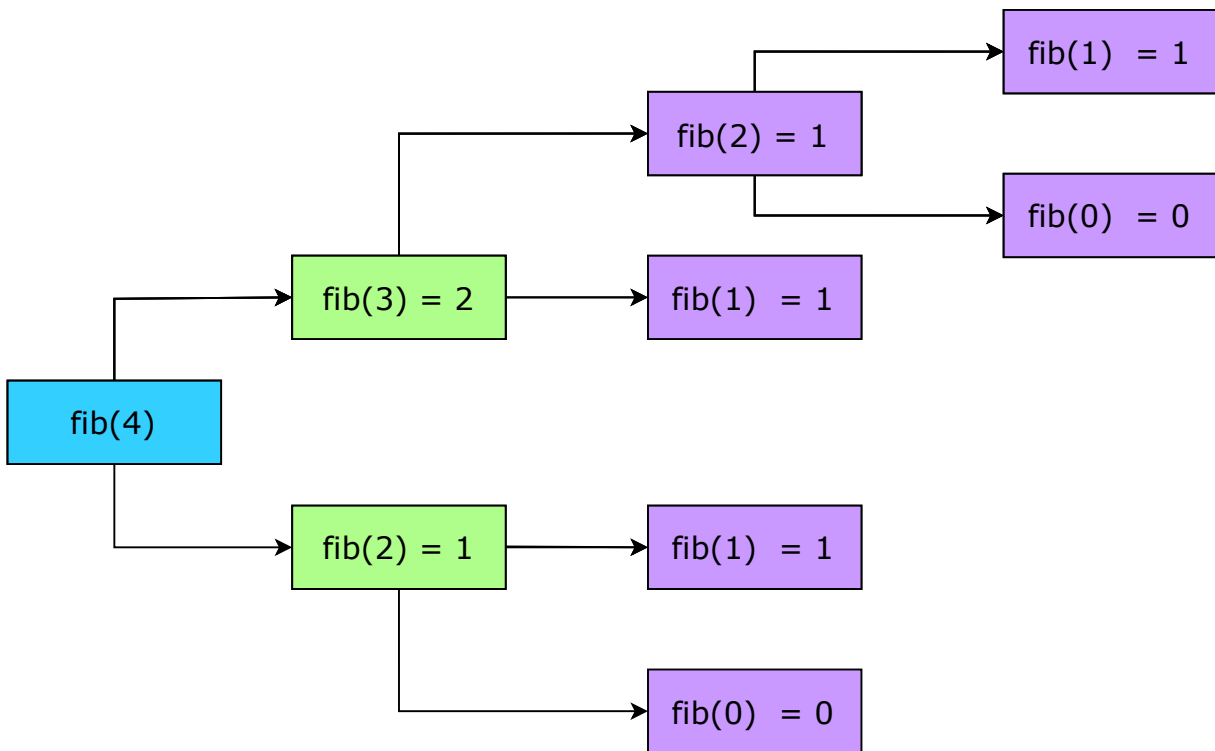 fib(1) = 1
fib(2) = 1
fib(0) = 0
fib(3) = 2
fib(1) = 1
fib(4)
fib(2) = 1
fib(1) = 1
fib(0) = 0